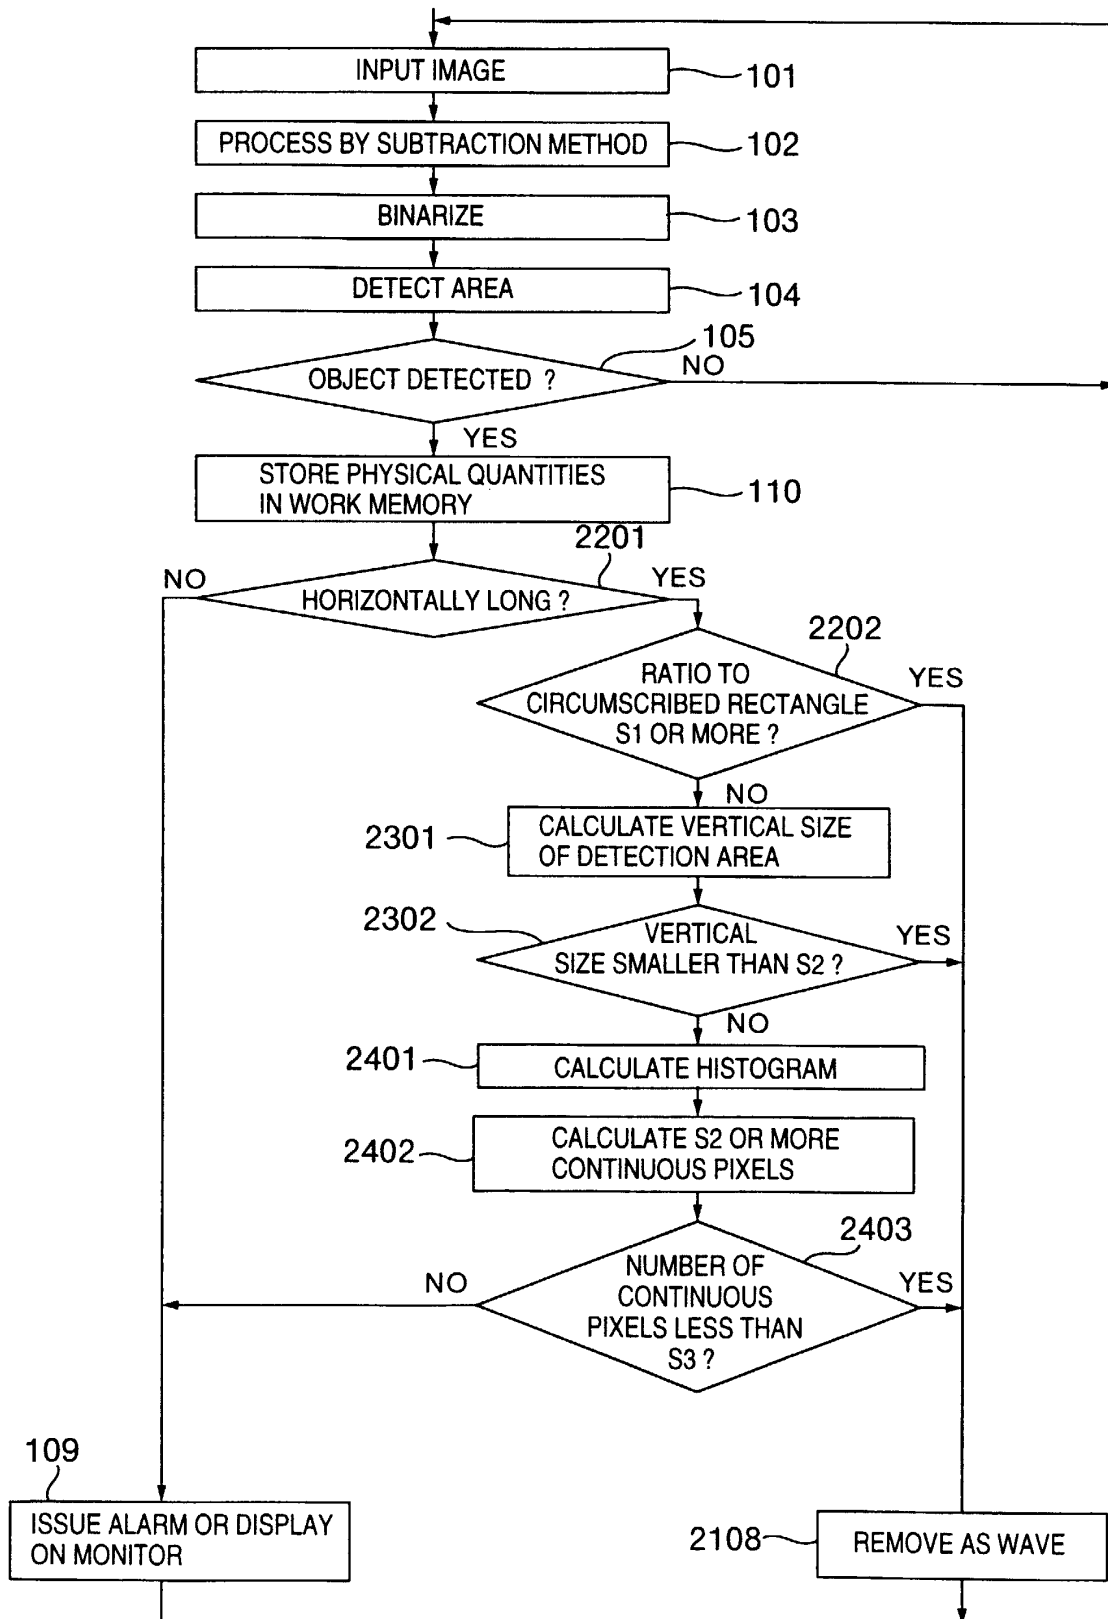 INPUT IMAGE
101
PROCESS BY SUBTRACTION METHOD
102
BINARIZE
103
DETECT AREA
104
105
OBJECT DETECTED ?
NO
YES
STORE PHYSICAL QUANTITIES
IN WORK MEMORY
110
2201
NO
HORIZONTALLY LONG ?
YES
2202
RATIO TO
CIRCUMSCRIBED RECTANGLE
S1 OR MORE ?
YES
NO
2301
CALCULATE VERTICAL SIZE
OF DETECTION AREA
2302
VERTICAL
SIZE SMALLER THAN S2 ?
YES
NO
2401
CALCULATE HISTOGRAM
2402
CALCULATE S2 OR MORE
CONTINUOUS PIXELS
2403
NUMBER OF
CONTINUOUS
PIXELS LESS THAN
S3 ?
NO
YES
109
ISSUE ALARM OR DISPLAY
ON MONITOR
2108
REMOVE AS WAVE